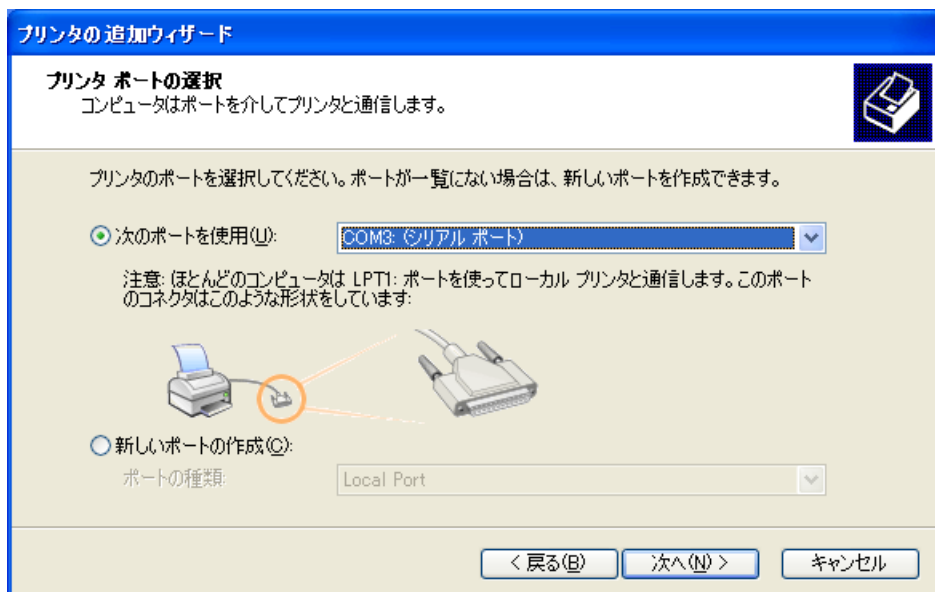 プリンタの追加ウィザード
プリンタ ポートの選択
コンピュータはポートを介してプリンタと通信します。
プリンタのポートを選択してください。ポートが一覧にない場合は、新しいポートを作成できます。
次のポートを使用(U): COM3: (シリアル ポート)
注意: ほとんどのコンピュータは LPT1: ポートを使ってローカル プリンタと通信します。このポート
のコネクタはこのような形状をしています:
新しいポートの作成(C):
ポートの種類: Local Port
< 戻る(B) 次へ(N) > キャンセル